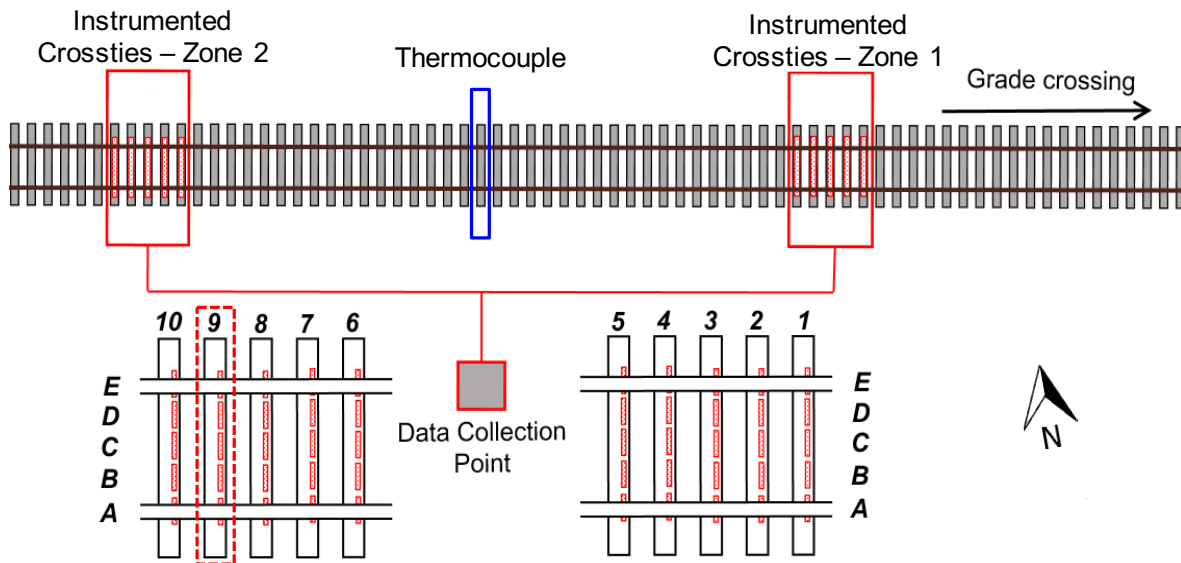 Instrumented
Crossties – Zone 2
Thermocouple
Instrumented
Crossties – Zone 1
Grade crossing
10 9 8 7 6
E
D
C
B
A
Data Collection
Point
5 4 3 2 1
E
D
C
B
A
N